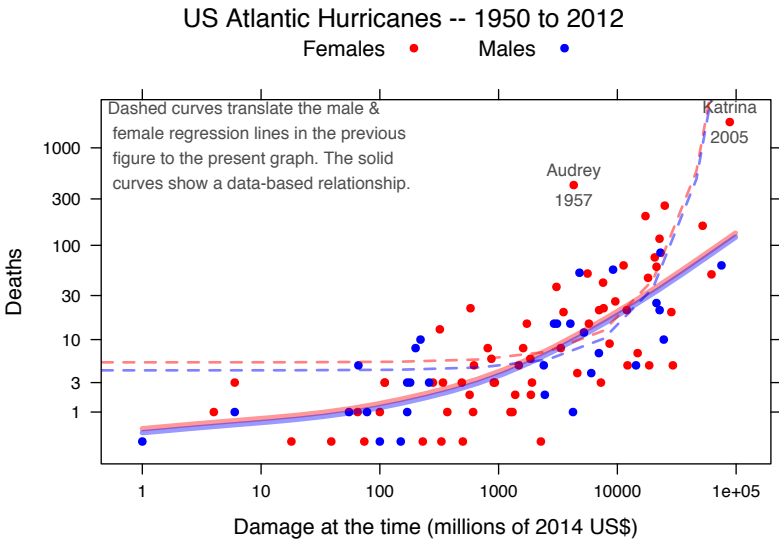 US Atlantic Hurricanes -- 1950 to 2012
Females Males
Dashed curves translate the male &
female regression lines in the previous
figure to the present graph. The solid
curves show a data-based relationship.
Katrina
2005
Audrey
1957
Deaths
1000
300
100
30
10
3
1
1 10 100 1000 10000 1e+05
Damage at the time (millions of 2014 US$)